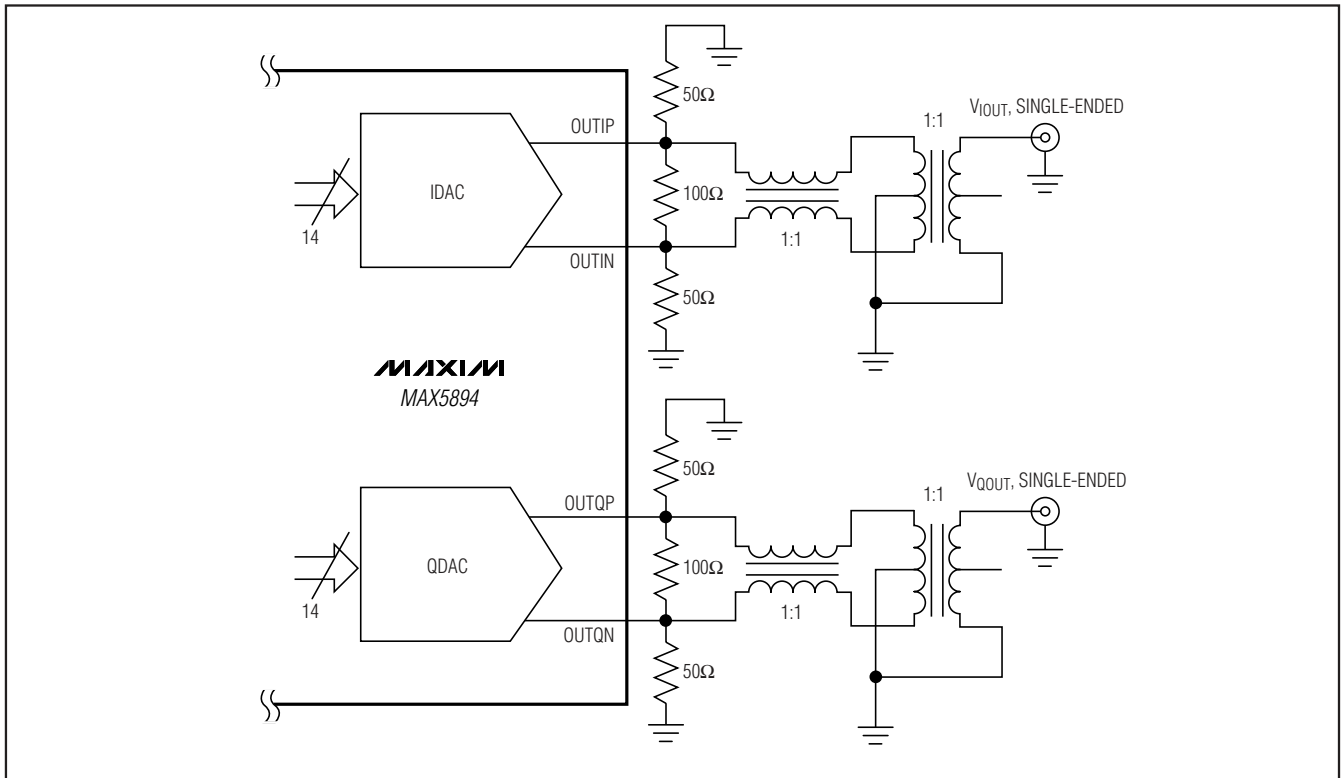 50Ω
V_IOUT, SINGLE-ENDED
1:1
OUTIP
IDAC
100Ω
14
1:1
OUTIN
50Ω
MAXIM
MAX5894
50Ω
V_QOUT, SINGLE-ENDED
1:1
OUTQP
QDAC
100Ω
14
1:1
OUTQN
50Ω